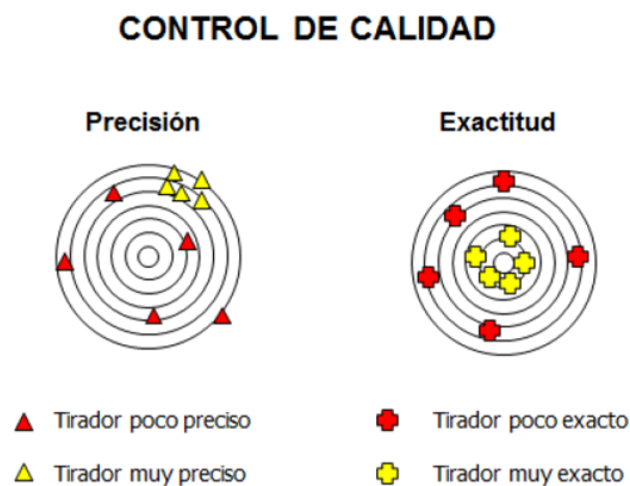 CONTROL DE CALIDAD
Precisión
Exactitud
Tirador poco preciso
Tirador poco exacto
Tirador muy preciso
Tirador muy exacto